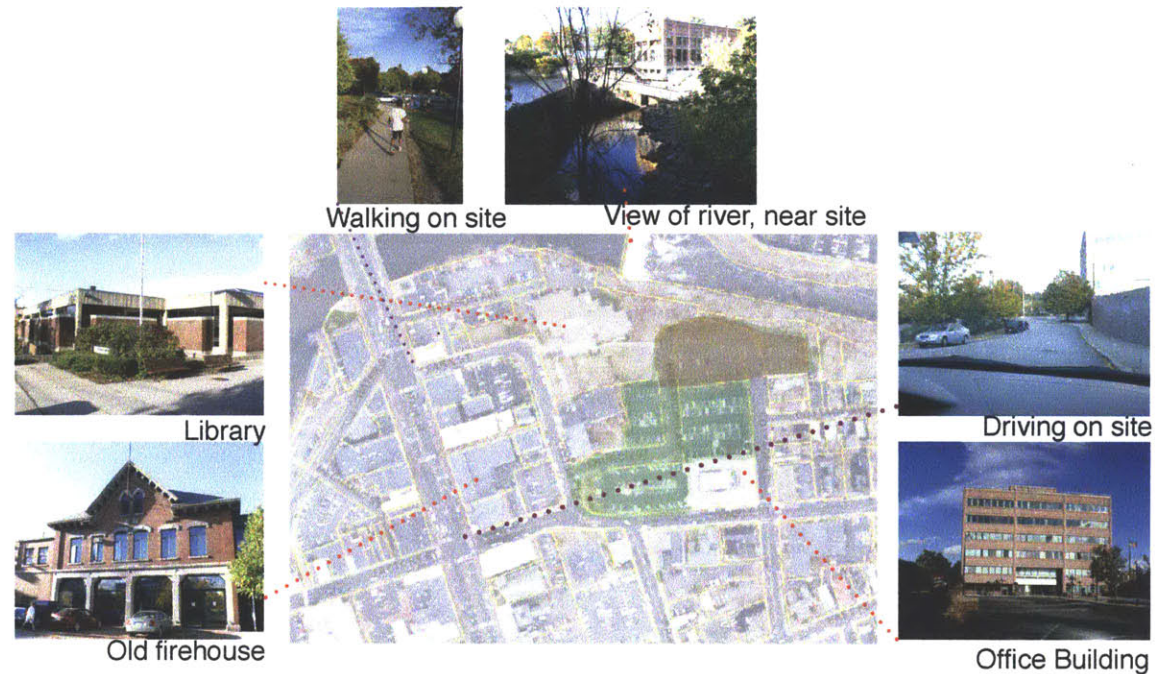 Walking on site
View of river, near site
Library
Driving on site
Old firehouse
Office Building